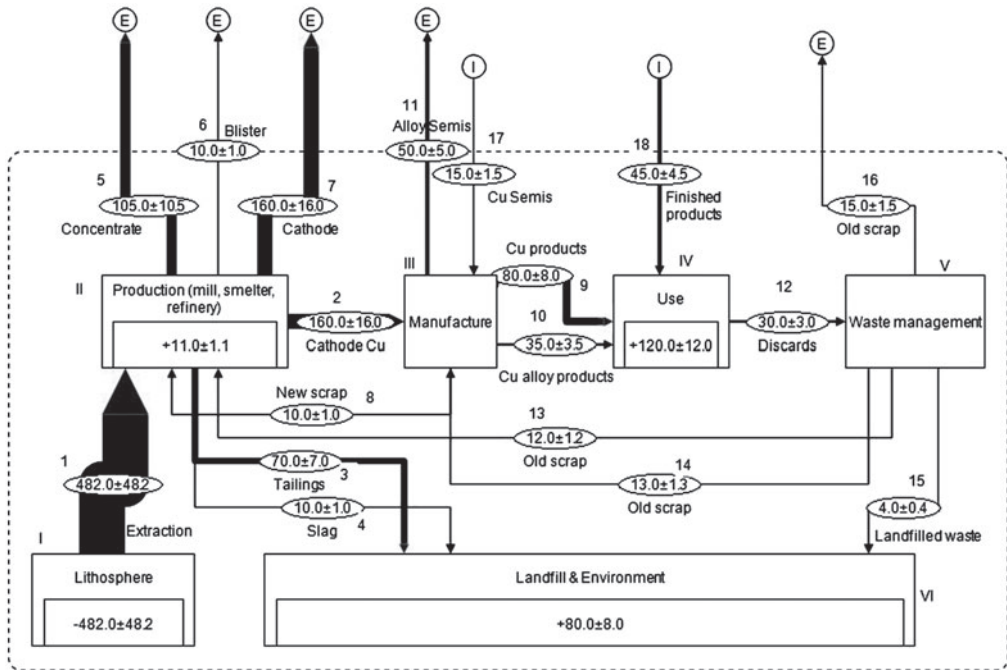 E
E
E
E
I
I
E
6
Blister
10.0±1.0
11
Alloy Semis
50.0±5.0
17
15.0±1.5
Cu Semis
18
45.0±4.5
Finished
products
16
15.0±1.5
Old scrap
5
105.0±10.5
Concentrate
7
160.0±16.0
Cathode
II
Production (mill, smelter,
refinery)
+11.0±1.1
2
160.0±16.0
Cathode Cu
III
Manufacture
Cu products
80.0±8.0
9
10
35.0±3.5
Cu alloy products
IV
Use
+120.0±12.0
12
30.0±3.0
Discards
V
Waste management
New scrap
8
10.0±1.0
13
12.0±1.2
Old scrap
1
482.0±48.2
Extraction
70.0±7.0
Tailings
3
10.0±1.0
Slag
4
14
13.0±1.3
Old scrap
15
4.0±0.4
Landfilled waste
I
Lithosphere
-482.0±48.2
Landfill & Environment
+80.0±8.0
VI